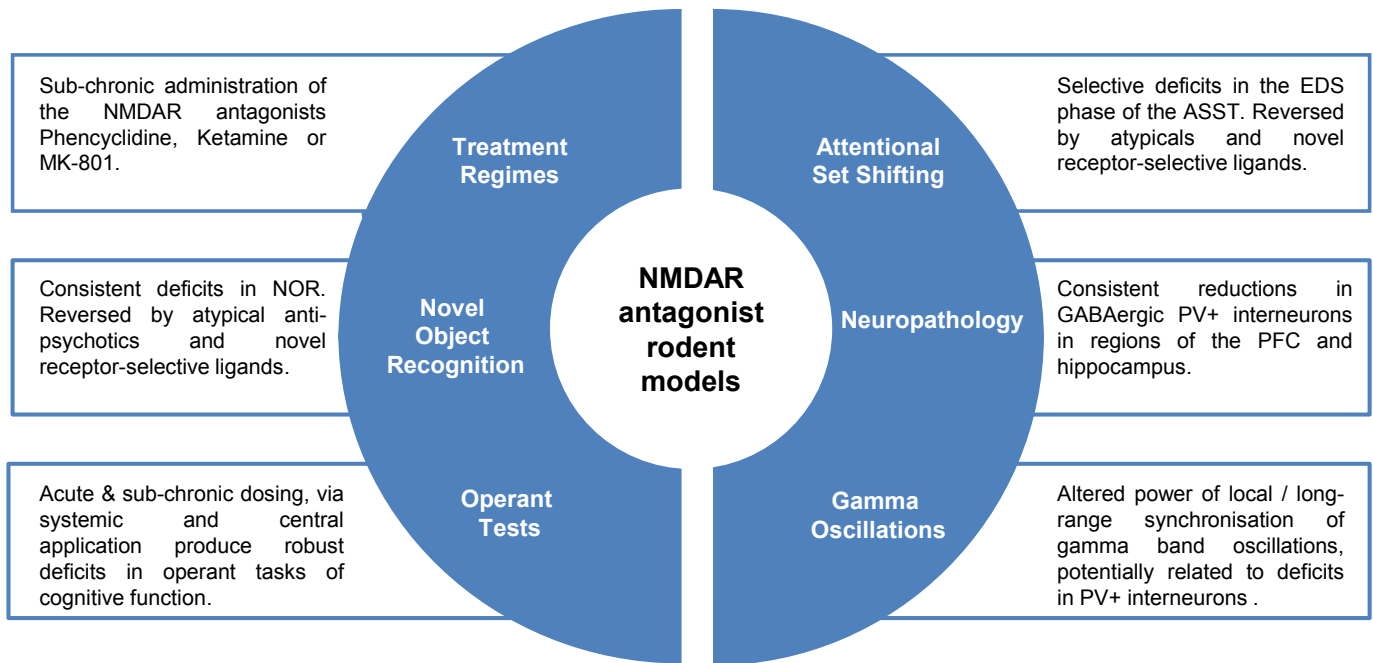 Sub-chronic administration of
the NMDAR antagonists
Phencyclidine, Ketamine or
MK-801.
Treatment
Regimes
Consistent deficits in NOR.
Reversed by atypical anti-
psychotics and novel
receptor-selective ligands.
Novel
Object
Recognition
Acute & sub-chronic dosing, via
systemic and central
application produce robust
deficits in operant tasks of
cognitive function.
Operant
Tests
NMDAR
antagonist
rodent
models
Attentional
Set Shifting
Selective deficits in the EDS
phase of the ASST. Reversed
by atypicals and novel
receptor-selective ligands.
Neuropathology
Consistent reductions in
GABAergic PV+ interneurons
in regions of the PFC and
hippocampus.
Gamma
Oscillations
Altered power of local / long-
range synchronisation of
gamma band oscillations,
potentially related to deficits
in PV+ interneurons .